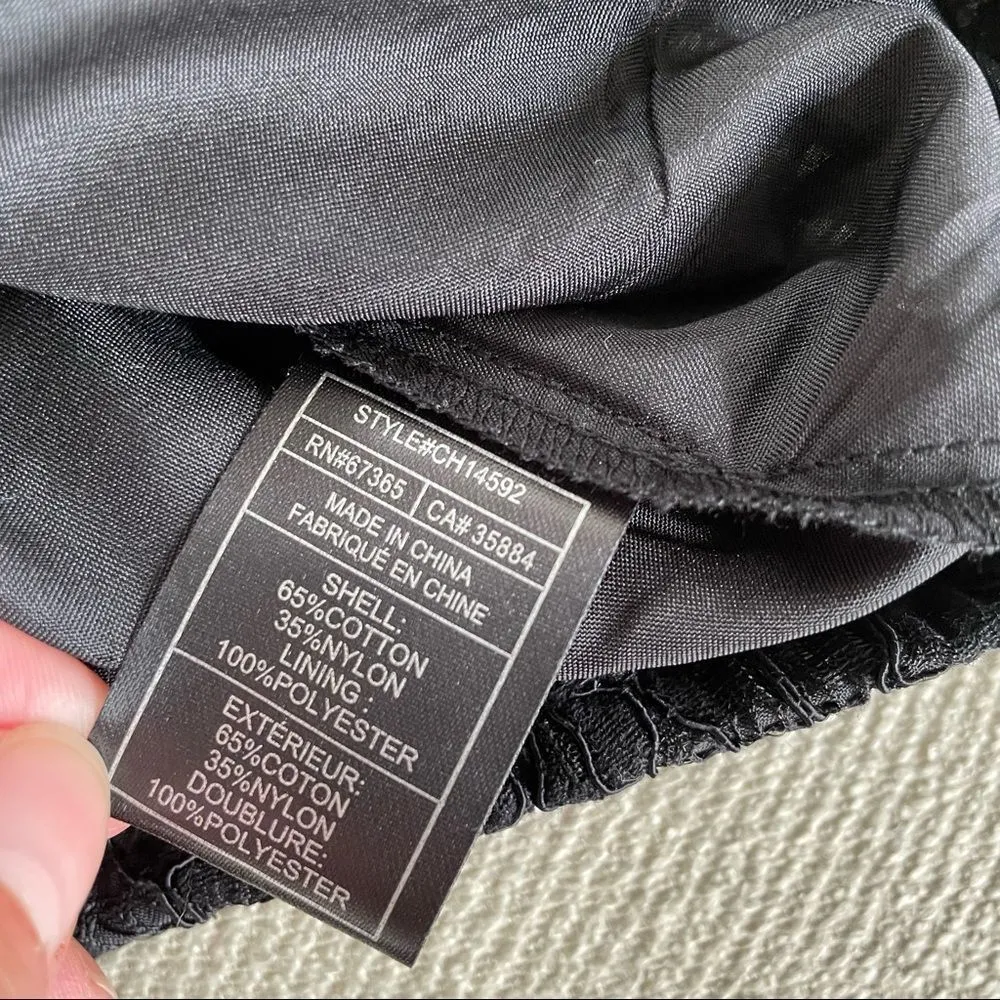 STYLE#CH14592
RN#67365 CA#35884
MADE IN CHINA
FABRIQUÉ EN CHINE
SHELL:
65%COTTON
35%NYLON
LINING :
100%POLYESTER
EXTÉRIEUR:
65%COTON
35%NYLON
DOUBLURE:
100%POLYESTER